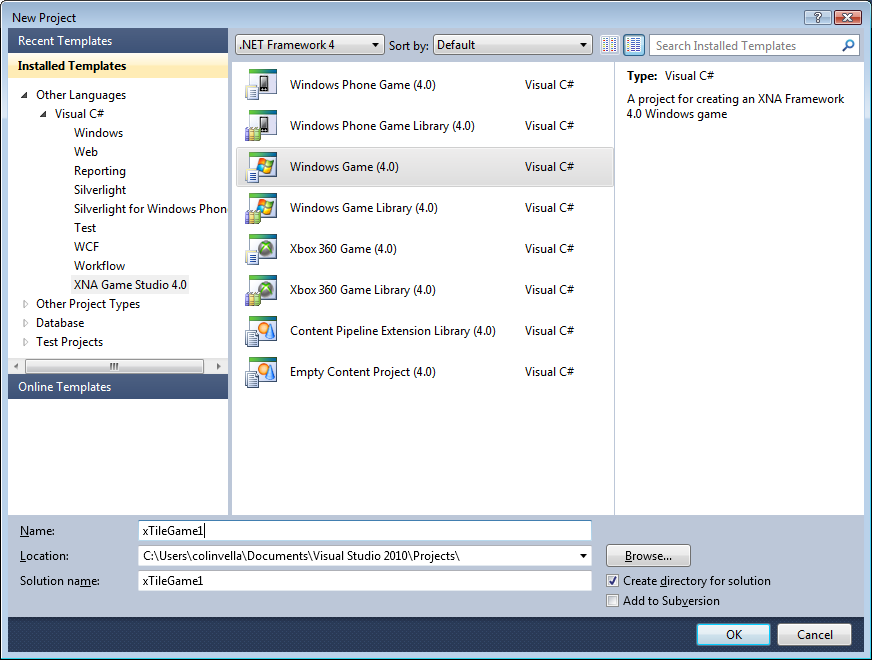 New Project
Recent Templates
.NET Framework 4
Sort by:
Default
Search Installed Templates
Installed Templates
Other Languages
Visual C#
Windows
Web
Reporting
Silverlight
Silverlight for Windows Phon
Test
WCF
Workflow
XNA Game Studio 4.0
Other Project Types
Database
Test Projects
Online Templates
Windows Phone Game (4.0) Visual C#
Windows Phone Game Library (4.0) Visual C#
Windows Game (4.0) Visual C#
Windows Game Library (4.0) Visual C#
Xbox 360 Game (4.0) Visual C#
Xbox 360 Game Library (4.0) Visual C#
Content Pipeline Extension Library (4.0) Visual C#
Empty Content Project (4.0) Visual C#
Type: Visual C#
A project for creating an XNA Framework
4.0 Windows game
Name: xTileGame1
Location: C:\Users\colinvella\Documents\Visual Studio 2010\Projects\
Browse...
Solution name: xTileGame1
Create directory for solution
Add to Subversion
OK
Cancel